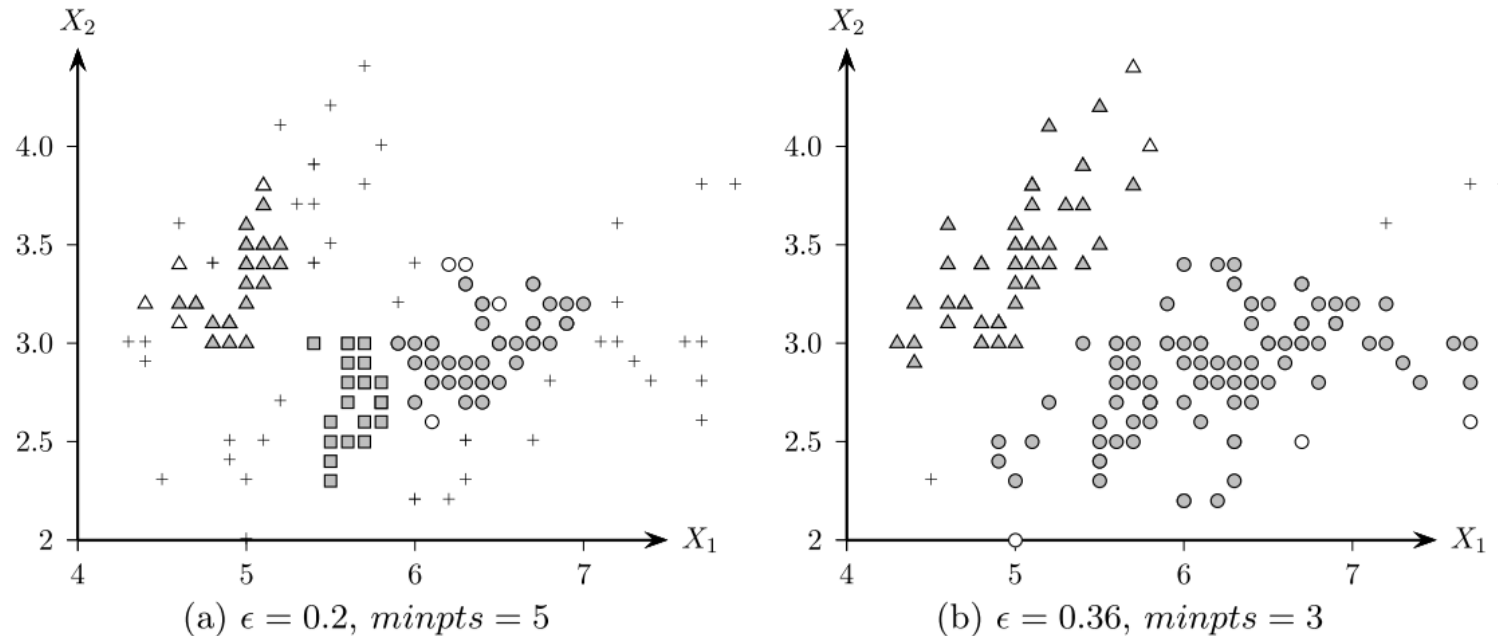 X₂
4.0
3.5
3.0
2.5
2
4 5 6 7
X₁
(a) ϵ = 0.2, minpts = 5
X₂
4.0
3.5
3.0
2.5
2
4 5 6 7
X₁
(b) ϵ = 0.36, minpts = 3